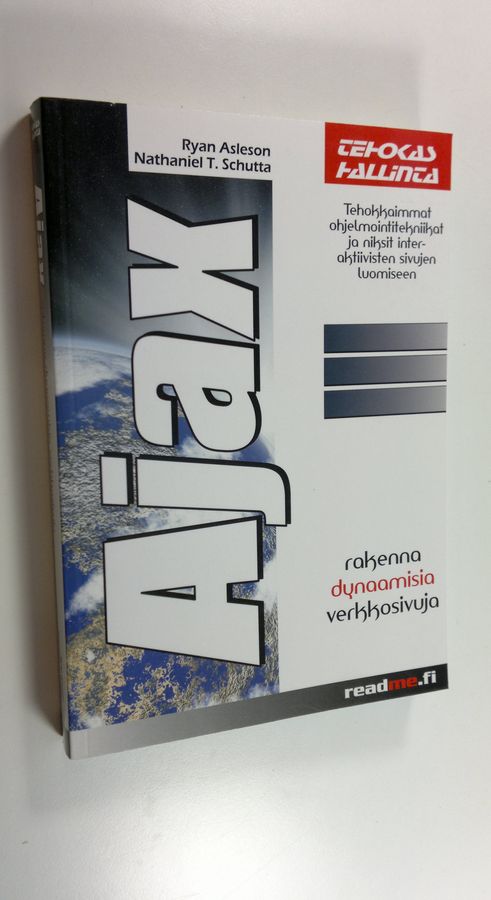 Ryan Asleson
Nathaniel T. Schutta
TEHOKAS
HALLINTA
Tehokkaimmat
ohjelmointitekniikat
ja niksit inter-
aktiivisten sivujen
luomiseen
Ajax
rakenna
dynaamisia
verkkosivuja
readme.fi
Ajax